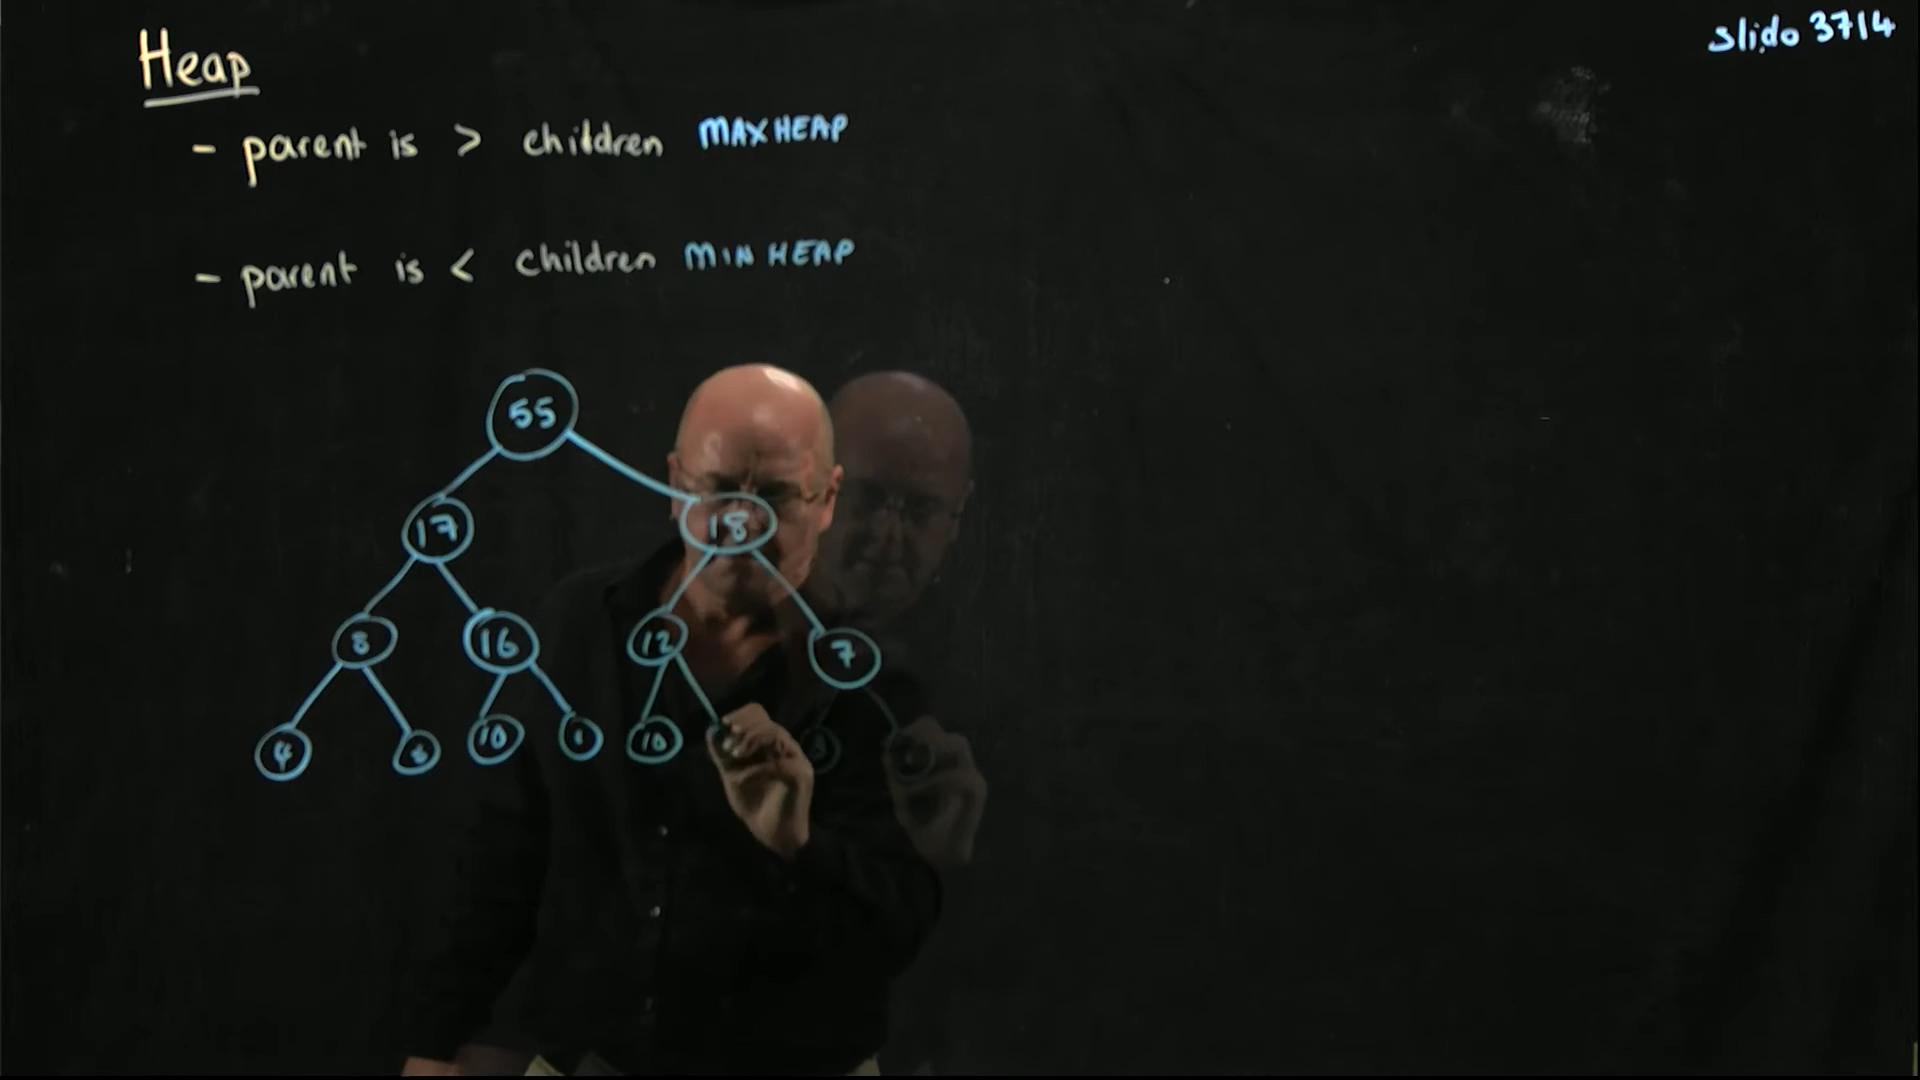 Heap
slido 3714
- parent is > children MAXHEAP
- parent is < children MIN HEAP
55
17 18
8 16 12 7
4 10 1 10